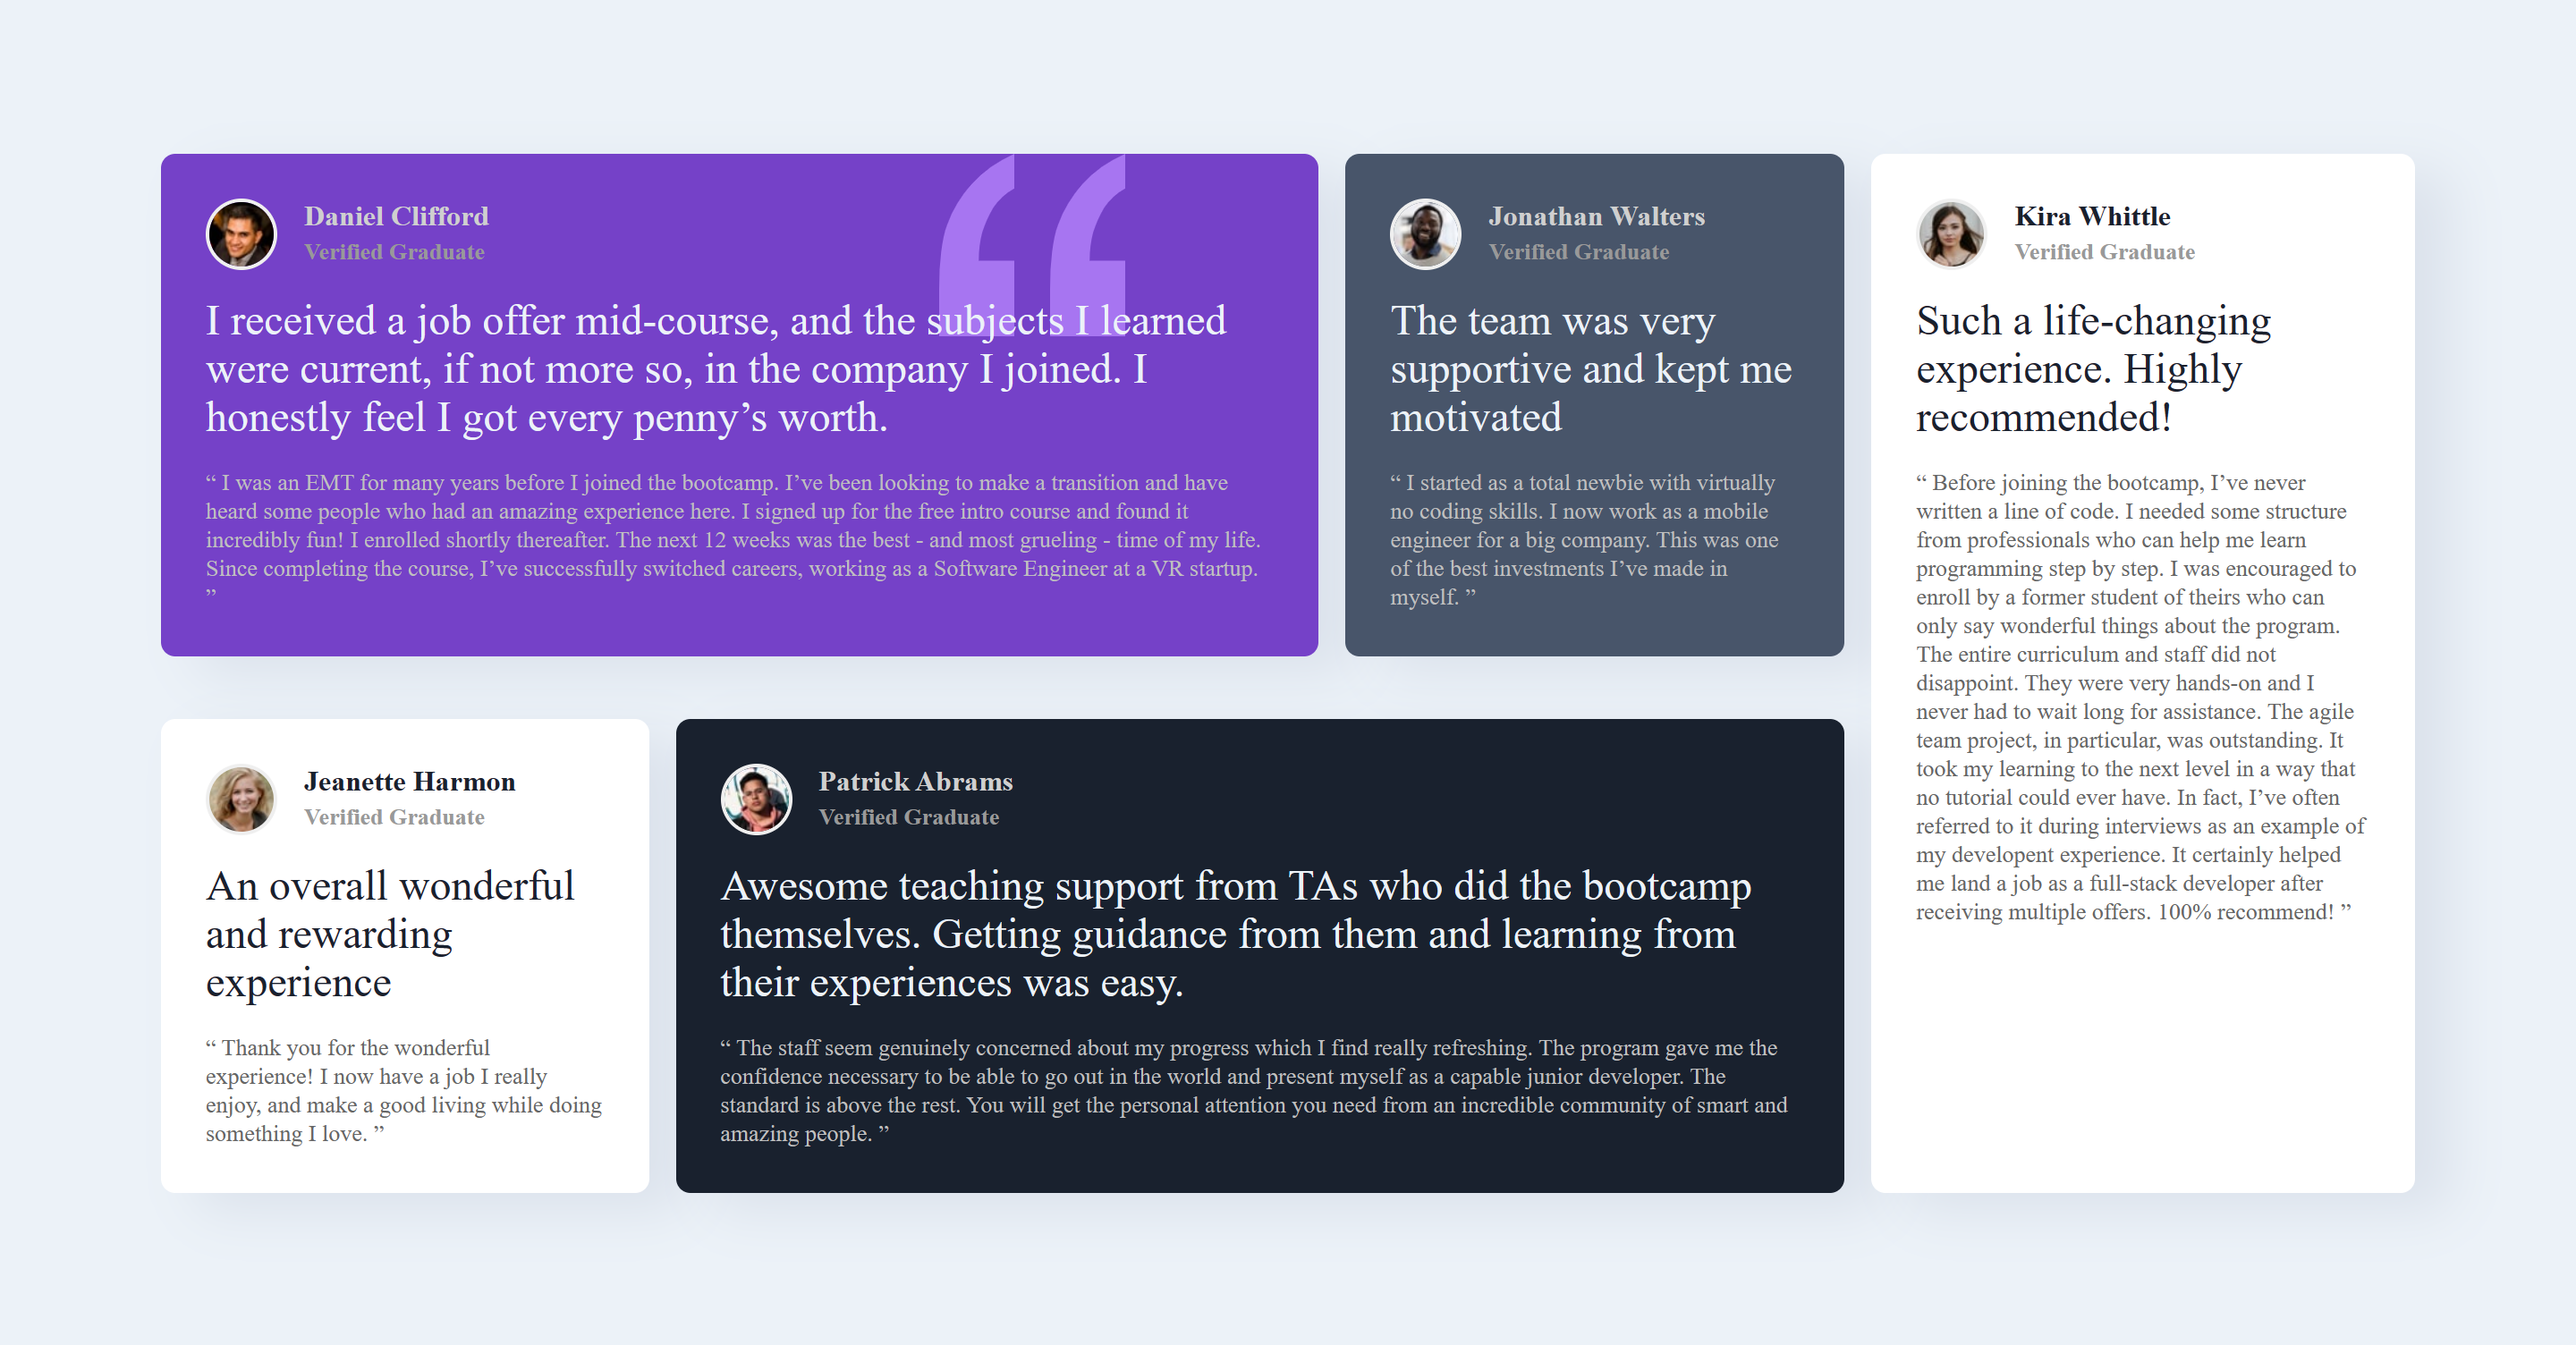 Daniel Clifford
Verified Graduate
I received a job offer mid-course, and the subjects I learned
were current, if not more so, in the company I joined. I
honestly feel I got every penny’s worth.
“ I was an EMT for many years before I joined the bootcamp. I’ve been looking to make a transition and have
heard some people who had an amazing experience here. I signed up for the free intro course and found it
incredibly fun! I enrolled shortly thereafter. The next 12 weeks was the best - and most grueling - time of my life.
Since completing the course, I’ve successfully switched careers, working as a Software Engineer at a VR startup.
”
Jonathan Walters
Verified Graduate
The team was very
supportive and kept me
motivated
“ I started as a total newbie with virtually
no coding skills. I now work as a mobile
engineer for a big company. This was one
of the best investments I’ve made in
myself. ”
Kira Whittle
Verified Graduate
Such a life-changing
experience. Highly
recommended!
“ Before joining the bootcamp, I’ve never
written a line of code. I needed some structure
from professionals who can help me learn
programming step by step. I was encouraged to
enroll by a former student of theirs who can
only say wonderful things about the program.
The entire curriculum and staff did not
disappoint. They were very hands-on and I
never had to wait long for assistance. The agile
team project, in particular, was outstanding. It
took my learning to the next level in a way that
no tutorial could ever have. In fact, I’ve often
referred to it during interviews as an example of
my developent experience. It certainly helped
me land a job as a full-stack developer after
receiving multiple offers. 100% recommend! ”
Jeanette Harmon
Verified Graduate
An overall wonderful
and rewarding
experience
“ Thank you for the wonderful
experience! I now have a job I really
enjoy, and make a good living while doing
something I love. ”
Patrick Abrams
Verified Graduate
Awesome teaching support from TAs who did the bootcamp
themselves. Getting guidance from them and learning from
their experiences was easy.
“ The staff seem genuinely concerned about my progress which I find really refreshing. The program gave me the
confidence necessary to be able to go out in the world and present myself as a capable junior developer. The
standard is above the rest. You will get the personal attention you need from an incredible community of smart and
amazing people. ”